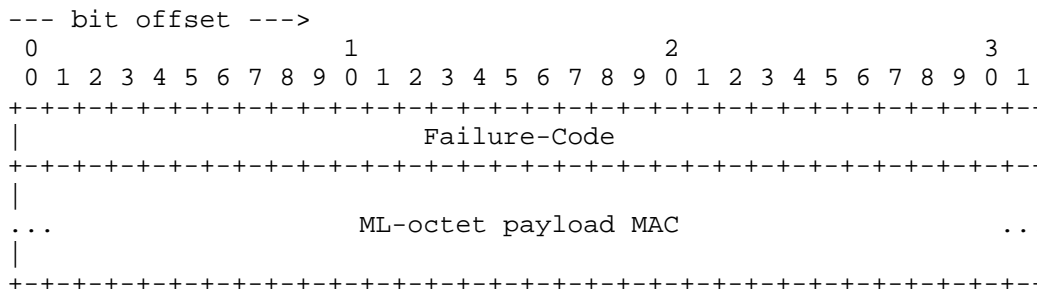 --- bit offset --->
 0                   1                   2                   3
 0 1 2 3 4 5 6 7 8 9 0 1 2 3 4 5 6 7 8 9 0 1 2 3 4 5 6 7 8 9 0 1
+-+-+-+-+-+-+-+-+-+-+-+-+-+-+-+-+-+-+-+-+-+-+-+-+-+-+-+-+-+-+-+--
|                         Failure-Code
+-+-+-+-+-+-+-+-+-+-+-+-+-+-+-+-+-+-+-+-+-+-+-+-+-+-+-+-+-+-+-+--
|
...                   ML-octet payload MAC                    ..
|
+-+-+-+-+-+-+-+-+-+-+-+-+-+-+-+-+-+-+-+-+-+-+-+-+-+-+-+-+-+-+-+--